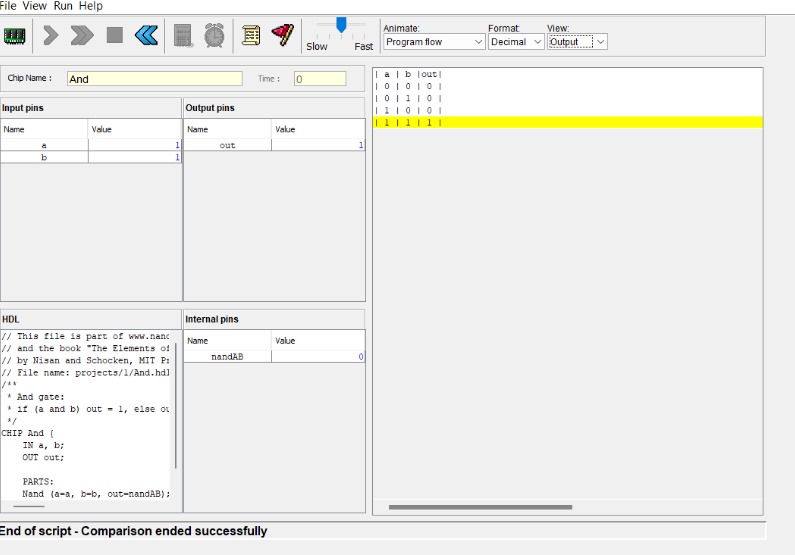 File View Run Help
Slow Fast
Animate:
Program flow
Format:
Decimal
View:
Output
Chip Name : And Time : 0
Input pins
Name Value
a 1
b 1
Output pins
Name Value
out 1
| a | b |out|
| 0 | 0 | 0 |
| 0 | 1 | 0 |
| 1 | 0 | 0 |
| 1 | 1 | 1 |
HDL
// This file is part of www.nand
// and the book "The Elements of
// by Nisan and Schocken, MIT Pr
// File name: projects/1/And.hdl
/**
* And gate:
* if (a and b) out = 1, else ou
*/
CHIP And {
IN a, b;
OUT out;
PARTS:
Nand (a=a, b=b, out=nandAB);
Internal pins
Name Value
nandAB 0
End of script - Comparison ended successfully